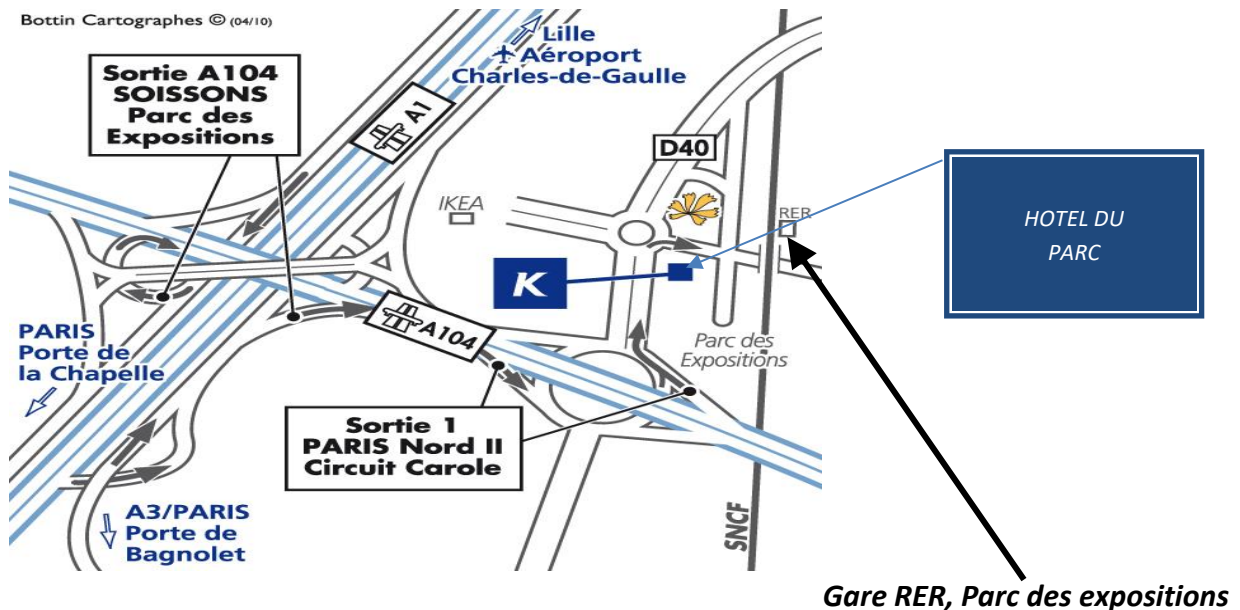 Bottin Cartographes © (04/10)
Lille
Aéroport
Charles-de-Gaulle
Sortie A104
SOISSONS
Parc des
Expositions
A1
D40
IKEA
RER
HOTEL DU
PARC
K
A104
Parc des
Expositions
PARIS
Porte de
la Chapelle
Sortie 1
PARIS Nord II
Circuit Carole
A3/PARIS
Porte de
Bagnolet
SNCF
Gare RER, Parc des expositions